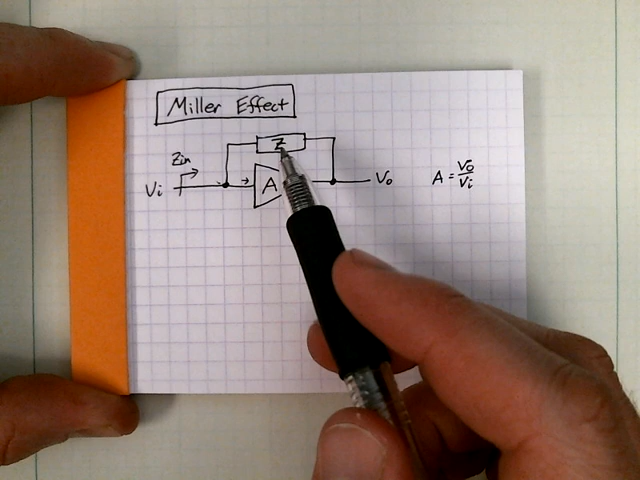 Miller Effect
Z
Zin
Vi
A
Vo
A = Vo/Vi